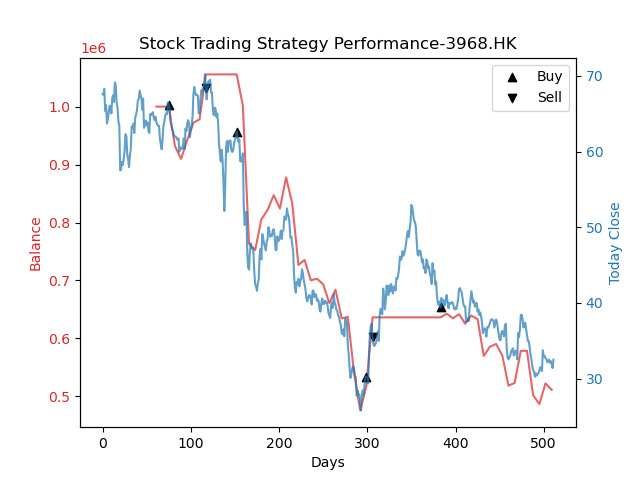 Stock Trading Strategy Performance-3968.HK
1e6
Buy
Sell
1.0
0.9
0.8
0.7
0.6
0.5
Balance
70
60
50
40
30
Today Close
0
100
200
300
400
500
Days